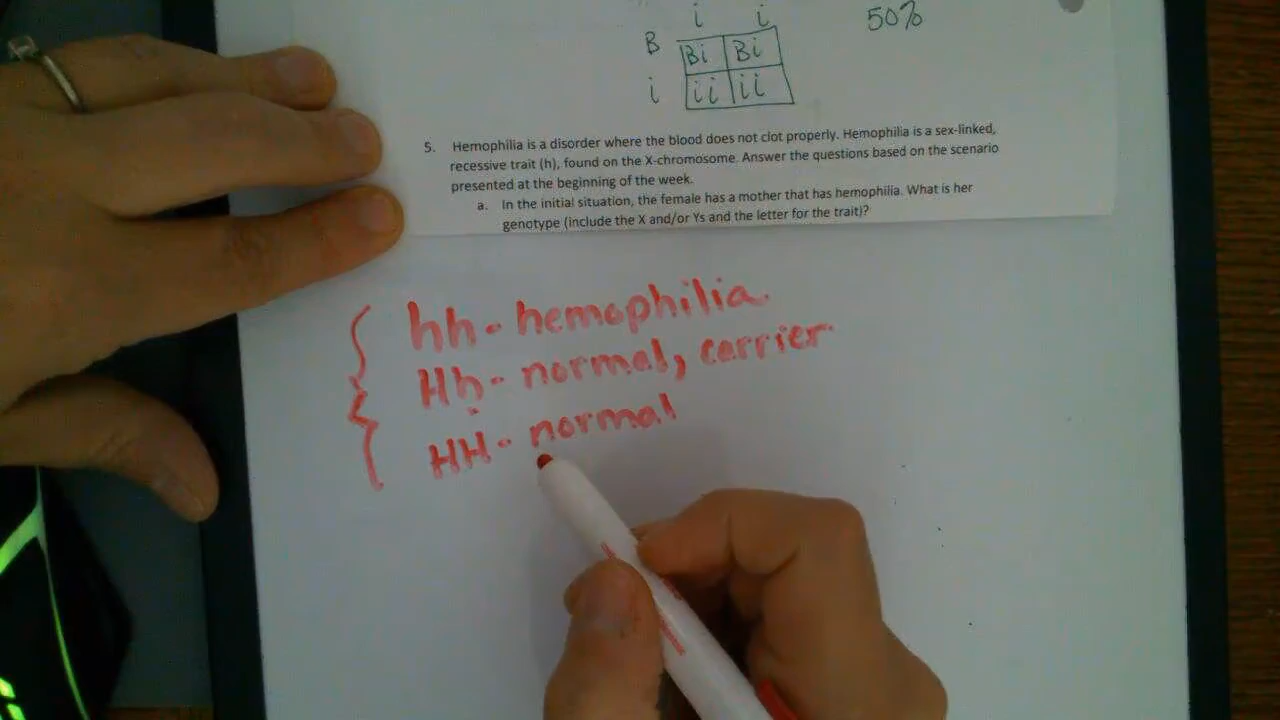 i i 50%
B Bi Bi
i ii ii
5. Hemophilia is a disorder where the blood does not clot properly. Hemophilia is a sex-linked,
recessive trait (h), found on the X-chromosome. Answer the questions based on the scenario
presented at the beginning of the week.
a. In the initial situation, the female has a mother that has hemophilia. What is her
genotype (include the X and/or Ys and the letter for the trait)?
hh - hemophilia.
Hh - normal, carrier.
HH - normal